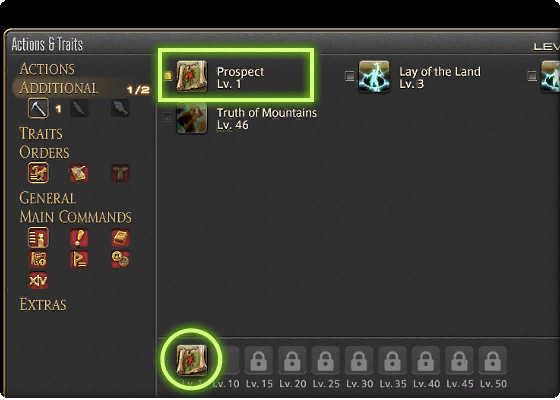 Actions & Traits
LEV
ACTIONS
ADDITIONAL 1/2
1
TRAITS
ORDERS
GENERAL
MAIN COMMANDS
XIV
EXTRAS
Prospect
Lv. 1
Lay of the Land
Lv. 3
Truth of Mountains
Lv. 46
Lv. 10 Lv. 15 Lv. 20 Lv. 25 Lv. 30 Lv. 35 Lv. 40 Lv. 45 Lv. 50